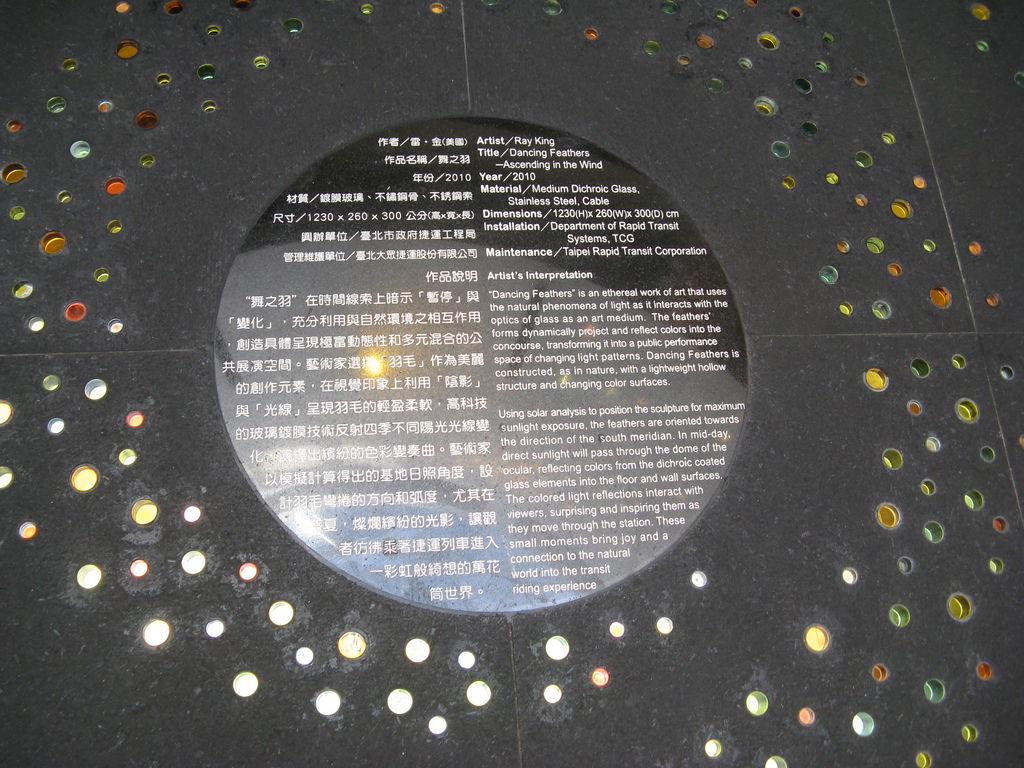 作者／雷・金(美國)
作品名稱／舞之羽
年份／2010
材質／鍍膜玻璃、不鏽鋼骨、不銹鋼索
尺寸／1230 x 260 x 300 公分(高x寬x長)
興辦單位／臺北市政府捷運工程局
管理維護單位／臺北大眾捷運股份有限公司
作品說明
“舞之羽”在時間線索上暗示「暫停」與
「變化」，充分利用與自然環境之相互作用
，創造具體呈現極富動態性和多元混合的公
共展演空間。藝術家選擇「羽毛」作為美麗
的創作元素，在視覺印象上利用「陰影」
與「光線」呈現羽毛的輕盈柔軟，高科技
的玻璃鍍膜技術反射四季不同陽光光線變
化，演繹出繽紛的色彩變奏曲。藝術家
以模擬計算得出的基地日照角度，設
計羽毛彎捲的方向和弧度，尤其在
夏，燦爛繽紛的光影，讓觀
者彷彿乘著捷運列車進入
一彩虹般綺想的萬花
筒世界。
Artist／Ray King
Title／Dancing Feathers
—Ascending in the Wind
Year／2010
Material／Medium Dichroic Glass,
Stainless Steel, Cable
Dimensions／1230(H)x 260(W)x 300(D) cm
Installation／Department of Rapid Transit
Systems, TCG
Maintenance／Taipei Rapid Transit Corporation
Artist's Interpretation
“Dancing Feathers” is an ethereal work of art that uses
the natural phenomena of light as it interacts with the
optics of glass as an art medium. The feathers'
forms dynamically project and reflect colors into the
concourse, transforming it into a public performance
space of changing light patterns. Dancing Feathers is
constructed, as in nature, with a lightweight hollow
structure and changing color surfaces.
Using solar analysis to position the sculpture for maximum
sunlight exposure, the feathers are oriented towards
the direction of the south meridian. In mid-day,
direct sunlight will pass through the dome of the
ocular, reflecting colors from the dichroic coated
glass elements into the floor and wall surfaces.
The colored light reflections interact with
viewers, surprising and inspiring them as
they move through the station. These
small moments bring joy and a
connection to the natural
world into the transit
riding experience